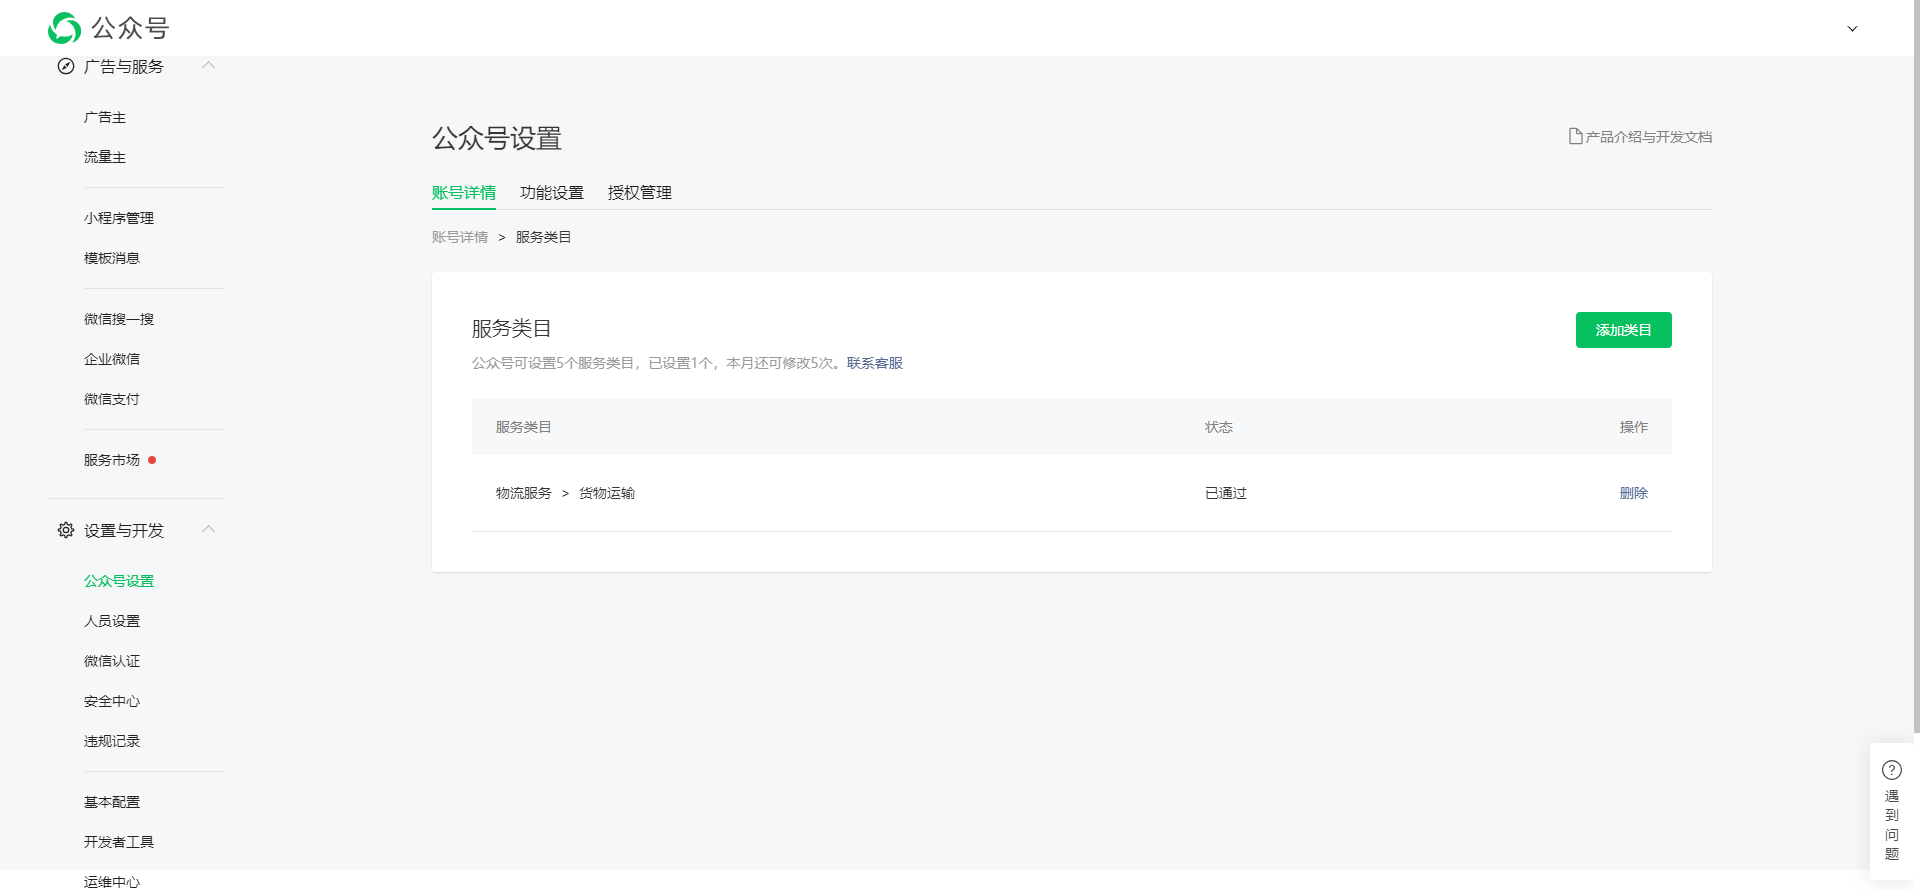 公众号
广告与服务
广告主
流量主
小程序管理
模板消息
微信搜一搜
企业微信
微信支付
服务市场
设置与开发
公众号设置
人员设置
微信认证
安全中心
违规记录
基本配置
开发者工具
运维中心
公众号设置
产品介绍与开发文档
账号详情 功能设置 授权管理
账号详情 > 服务类目
服务类目
添加类目
公众号可设置5个服务类目，已设置1个，本月还可修改5次。联系客服
服务类目 状态 操作
物流服务 > 货物运输 已通过 删除
遇
到
问
题